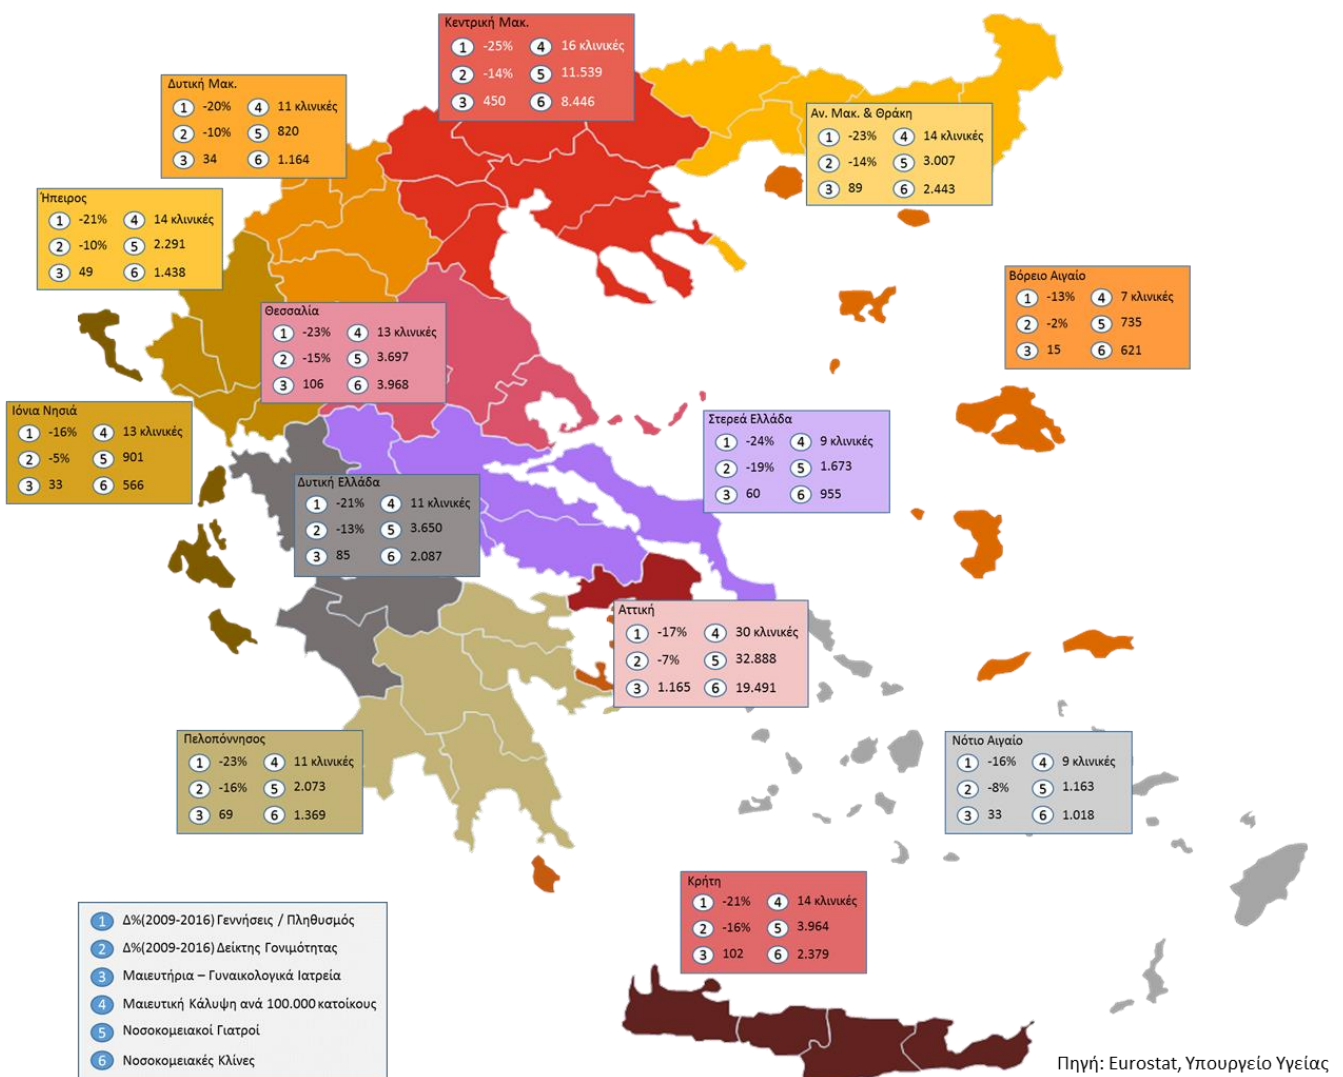 Κεντρική Μακ.
1 -25% 4 16 κλινικές
2 -14% 5 11.539
3 450 6 8.446
Δυτική Μακ.
1 -20% 4 11 κλινικές
2 -10% 5 820
3 34 6 1.164
Αν. Μακ. & Θράκη
1 -23% 4 14 κλινικές
2 -14% 5 3.007
3 89 6 2.443
Ήπειρος
1 -21% 4 14 κλινικές
2 -10% 5 2.291
3 49 6 1.438
Βόρειο Αιγαίο
1 -13% 4 7 κλινικές
2 -2% 5 735
3 15 6 621
Θεσσαλία
1 -23% 4 13 κλινικές
2 -15% 5 3.697
3 106 6 3.968
Ιόνια Νησιά
1 -16% 4 13 κλινικές
2 -5% 5 901
3 33 6 566
Στερεά Ελλάδα
1 -24% 4 9 κλινικές
2 -19% 5 1.673
3 60 6 955
Δυτική Ελλάδα
1 -21% 4 11 κλινικές
2 -13% 5 3.650
3 85 6 2.087
Αττική
1 -17% 4 30 κλινικές
2 -7% 5 32.888
3 1.165 6 19.491
Πελοπόννησος
1 -23% 4 11 κλινικές
2 -16% 5 2.073
3 69 6 1.369
Νότιο Αιγαίο
1 -16% 4 9 κλινικές
2 -8% 5 1.163
3 33 6 1.018
Κρήτη
1 -21% 4 14 κλινικές
2 -16% 5 3.964
3 102 6 2.379
1 Δ%(2009-2016) Γεννήσεις / Πληθυσμός
2 Δ%(2009-2016) Δείκτης Γονιμότητας
3 Μαιευτήρια – Γυναικολογικά Ιατρεία
4 Μαιευτική Κάλυψη ανά 100.000 κατοίκους
5 Νοσοκομειακοί Γιατροί
6 Νοσοκομειακές Κλίνες
Πηγή: Eurostat, Υπουργείο Υγείας